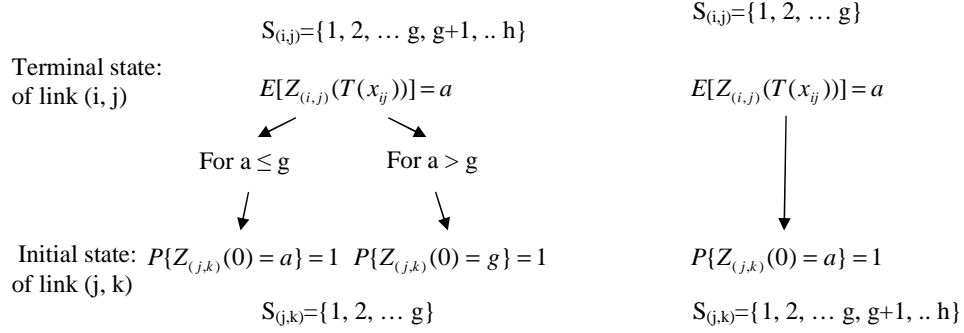 S(i,j)={1, 2, … g, g+1, .. h}
S(i,j)={1, 2, … g}
Terminal state:
of link (i, j)
E[Z(i,j)(T(xij))] = a
E[Z(i,j)(T(xij))] = a
For a ≤ g
For a > g
Initial state:
of link (j, k)
P{Z(j,k)(0) = a} = 1
P{Z(j,k)(0) = g} = 1
P{Z(j,k)(0) = a} = 1
S(j,k)={1, 2, … g}
S(j,k)={1, 2, … g, g+1, .. h}